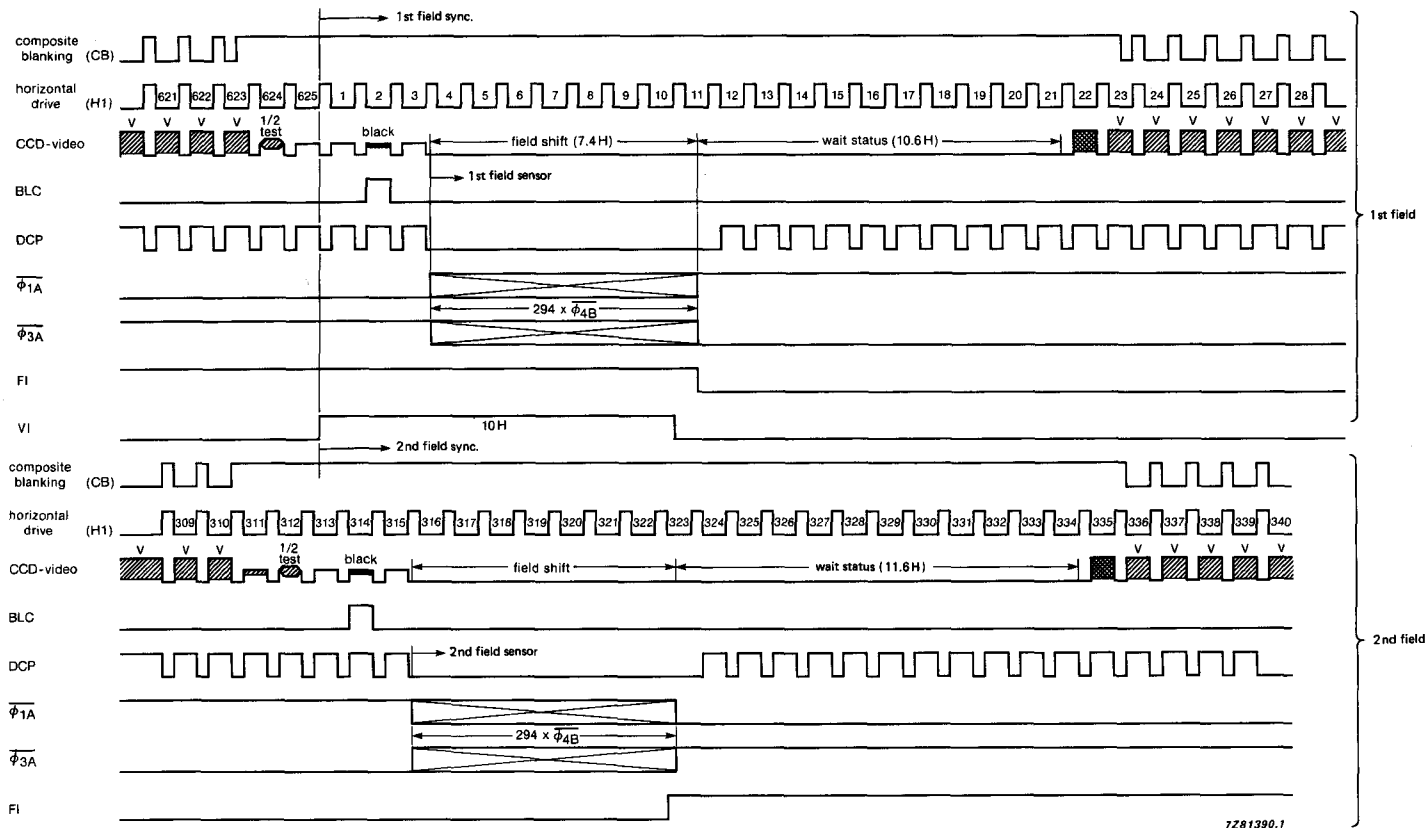 1st field sync.
composite blanking (CB)
horizontal drive (H1) 621 622 623 624 625 1 2 3 4 5 6 7 8 9 10 11 12 13 14 15 16 17 18 19 20 21 22 23 24 25 26 27 28
V V V V 1/2 test black V V V V V V V
CCD-video field shift (7.4 H) wait status (10.6 H)
1st field sensor
BLC
1st field
DCP
φ1A
294 x φ4B
φ3A
FI
VI 10 H
2nd field sync.
composite blanking (CB)
horizontal drive (H1) 309 310 311 312 313 314 315 316 317 318 319 320 321 322 323 324 325 326 327 328 329 330 331 332 333 334 335 336 337 338 339 340
V V V 1/2 test black V V V V V
CCD-video field shift wait status (11.6 H)
BLC
2nd field
DCP 2nd field sensor
φ1A
294 x φ4B
φ3A
FI
7Z81390.1